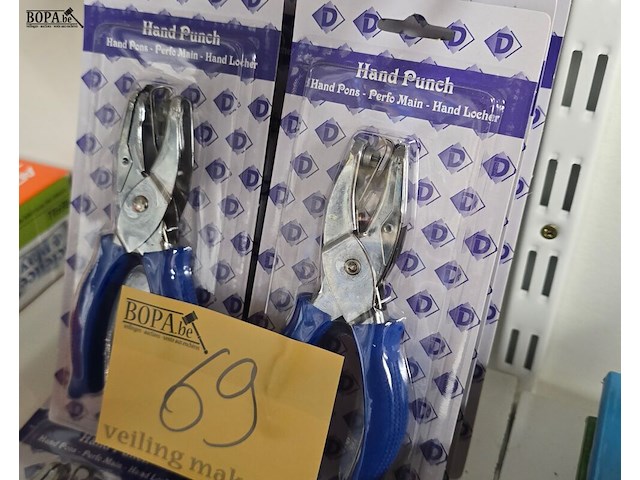 BOPA.be
Hand Punch
Hand Pons - Perfo Main - Hand Locher
D
Hand Punch
Hand Pons - Perfo Main - Hand Locher
D
BOPA.be
69
veiling mak